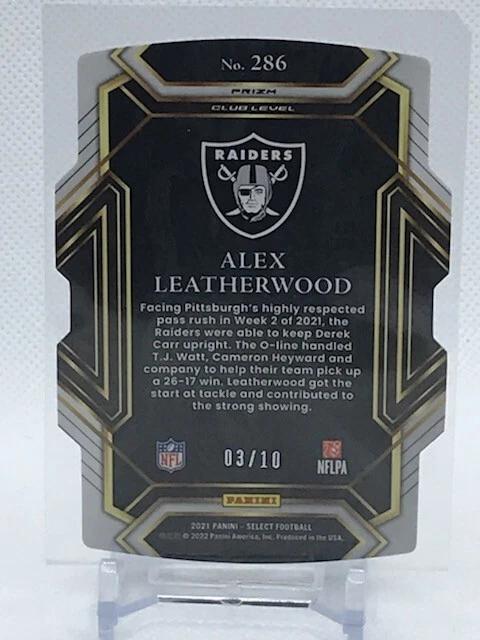 No. 286
PRIZM
CLUB LEVEL
RAIDERS
ALEX
LEATHERWOOD
Facing Pittsburgh's highly respected
pass rush in Week 2 of 2021, the
Raiders were able to keep Derek
Carr upright. The O-line handled
T.J. Watt, Cameron Heyward and
company to help their team pick up
a 26-17 win. Leatherwood got the
start at tackle and contributed to
the strong showing.
NFL
03/10
NFLPA
PANINI
2021 PANINI - SELECT FOOTBALL
© 2022 Panini America, Inc. Produced in the USA.